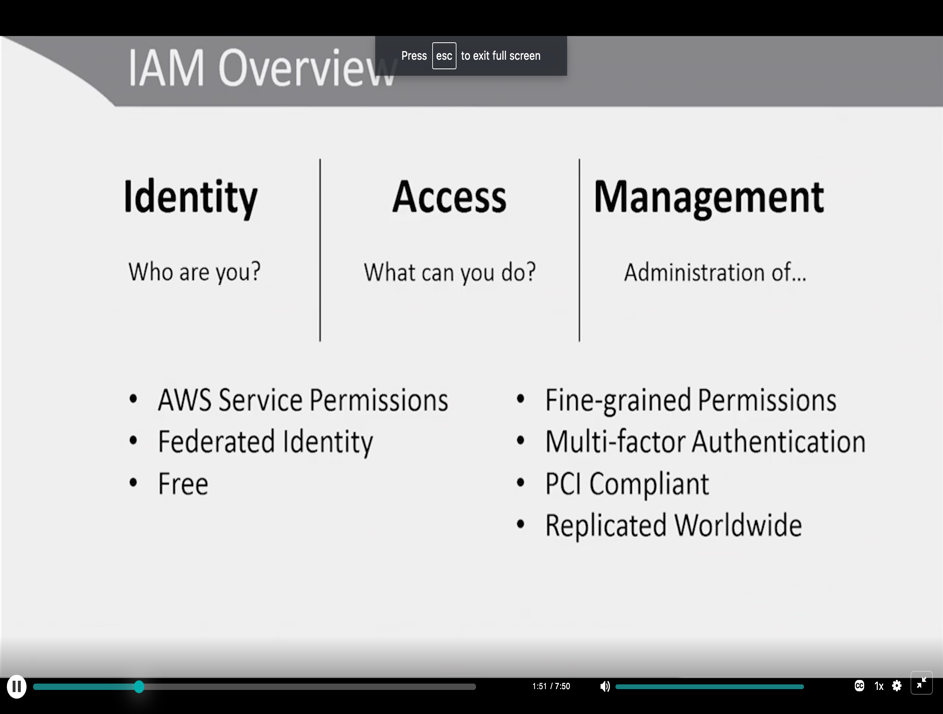 IAM Overview
Press esc to exit full screen
Identity
Who are you?
Access
What can you do?
Management
Administration of...
• AWS Service Permissions
• Federated Identity
• Free
• Fine-grained Permissions
• Multi-factor Authentication
• PCI Compliant
• Replicated Worldwide
1:51 / 7:50
CC
1x